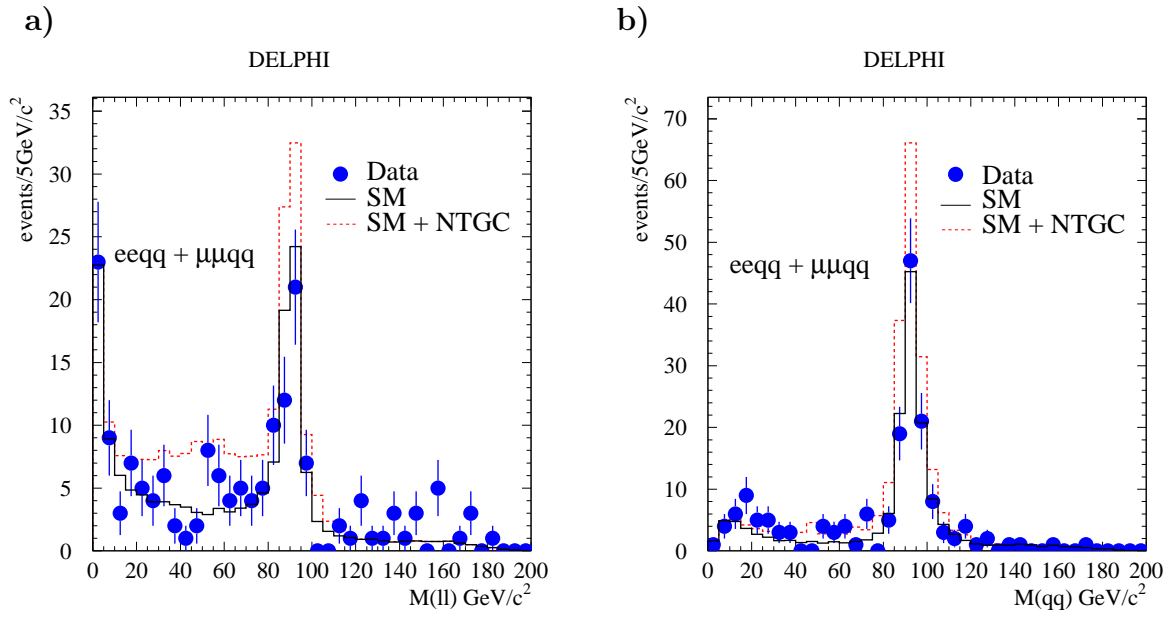 a)
DELPHI
events/5GeV/c²
35
30
25
20
15
10
5
0
Data
SM
SM + NTGC
eeqq + μμqq
0 20 40 60 80 100 120 140 160 180 200
M(ll) GeV/c²
b)
DELPHI
events/5GeV/c²
70
60
50
40
30
20
10
0
Data
SM
SM + NTGC
eeqq + μμqq
0 20 40 60 80 100 120 140 160 180 200
M(qq) GeV/c²